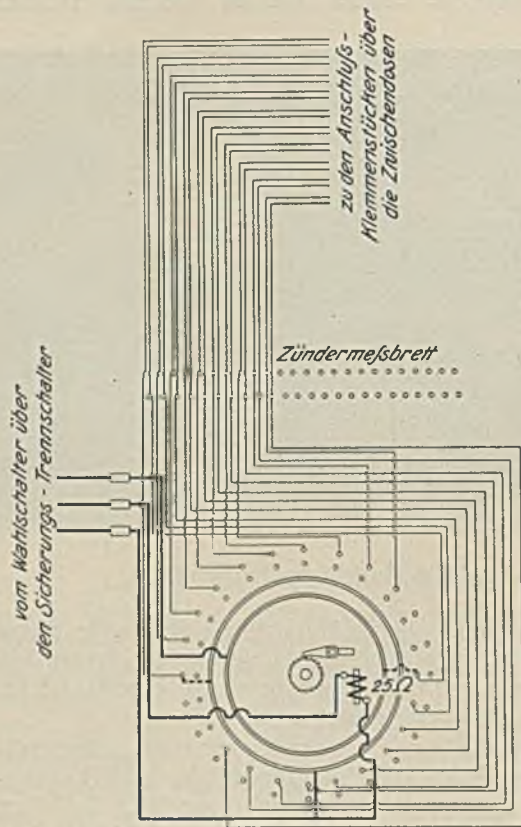 zu den Anschluſs-
Klemmenstücken über
die Zwischendosen
Zündermeſsbrett
vom Wahlschalter über
den Sicherungs-Trennschalter
25Ω